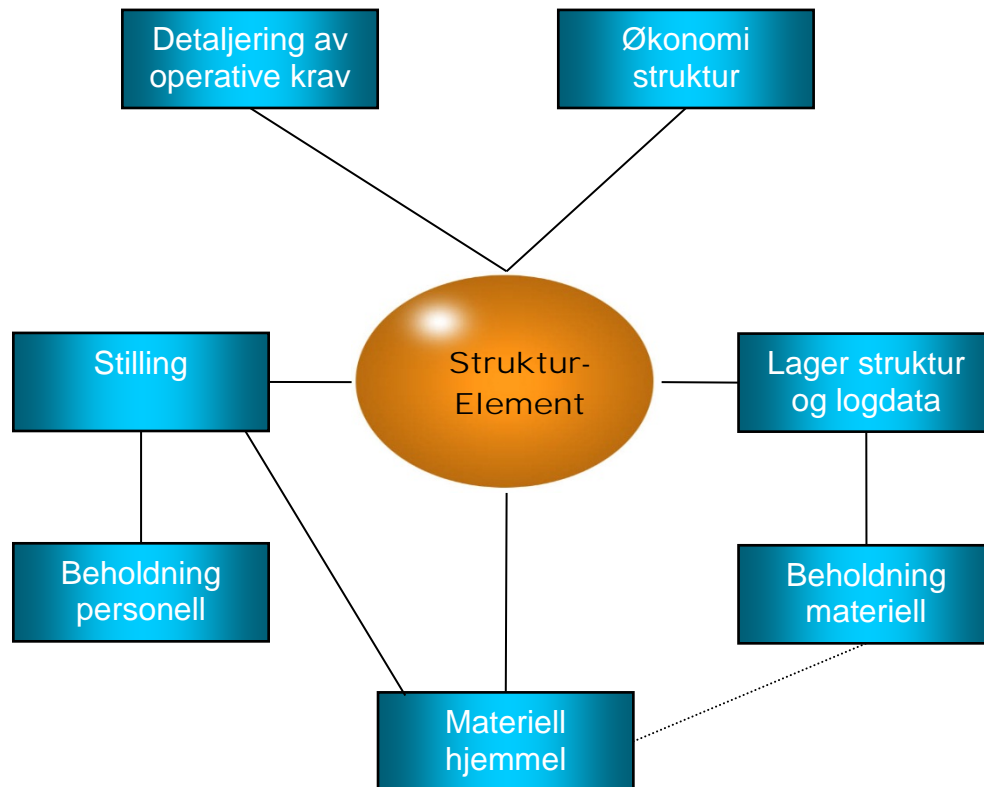 Detaljering av
operative krav
Økonomi
struktur
Struktur-
Element
Stilling
Lager struktur
og logdata
Beholdning
personell
Beholdning
materiell
Materiell
hjemmel